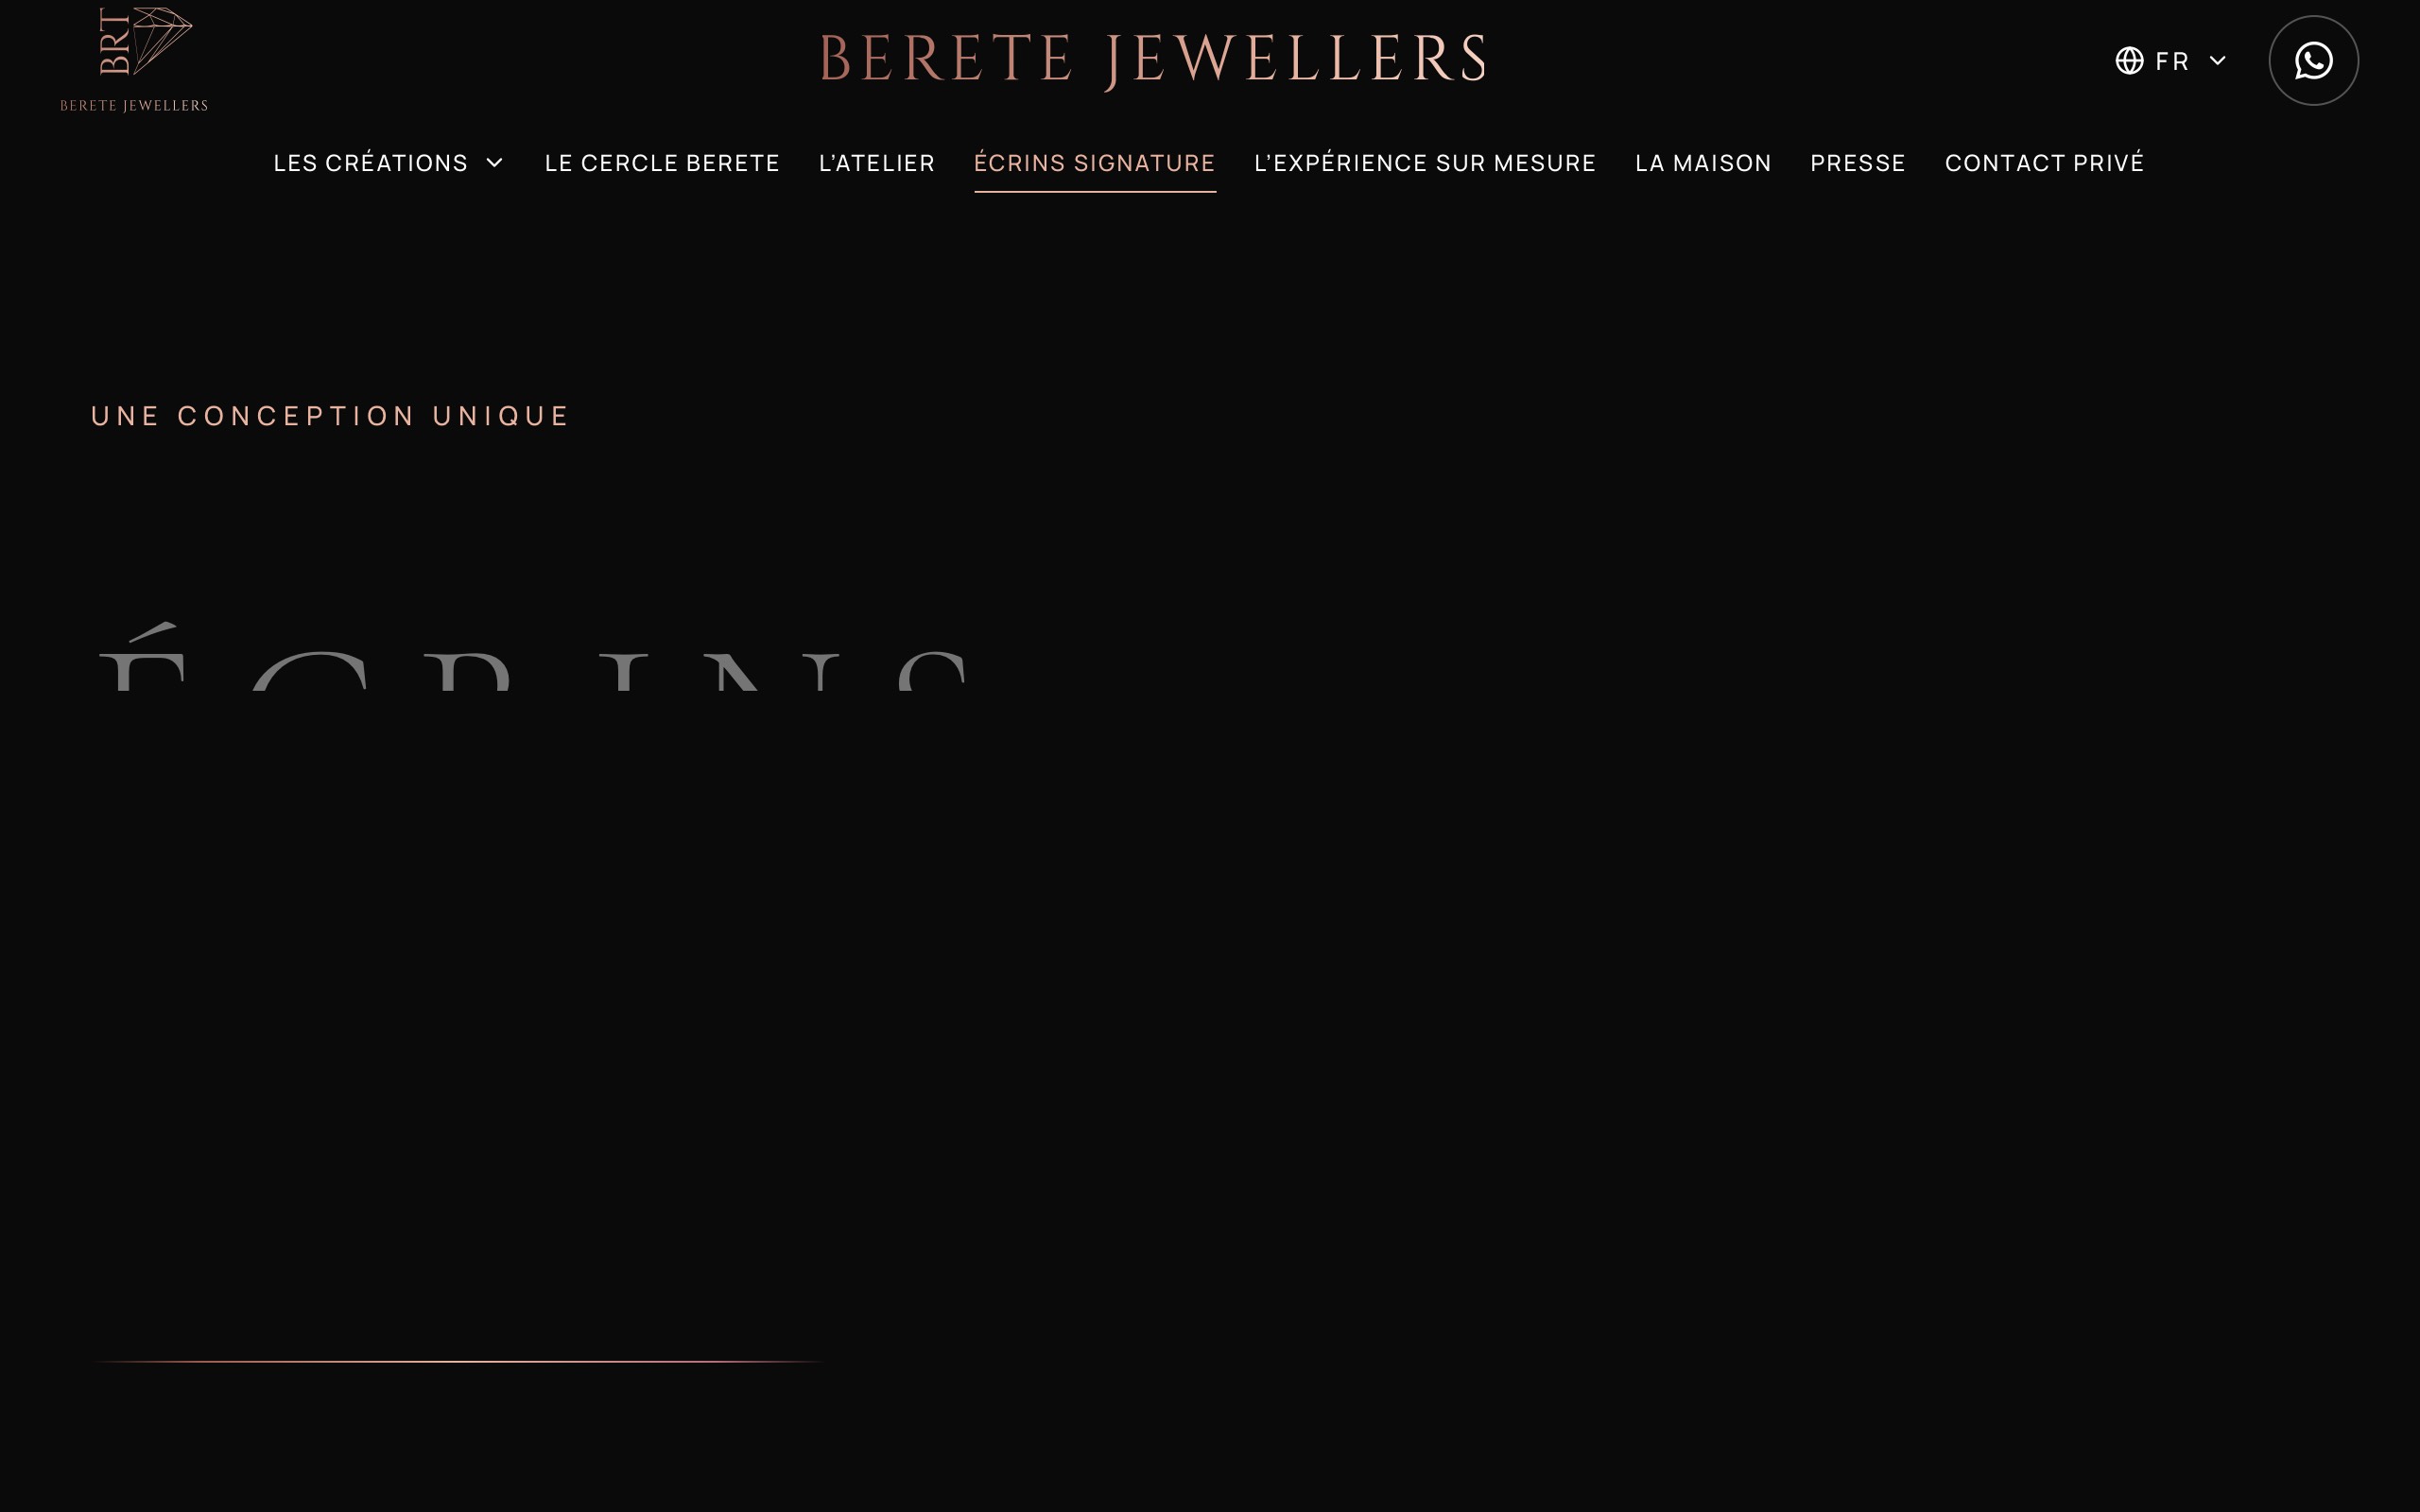 BRT
BERETE JEWELLERS
BERETE JEWELLERS
FR
LES CRÉATIONS
LE CERCLE BERETE
L’ATELIER
ÉCRINS SIGNATURE
L’EXPÉRIENCE SUR MESURE
LA MAISON
PRESSE
CONTACT PRIVÉ
UNE CONCEPTION UNIQUE
ÉCRINS